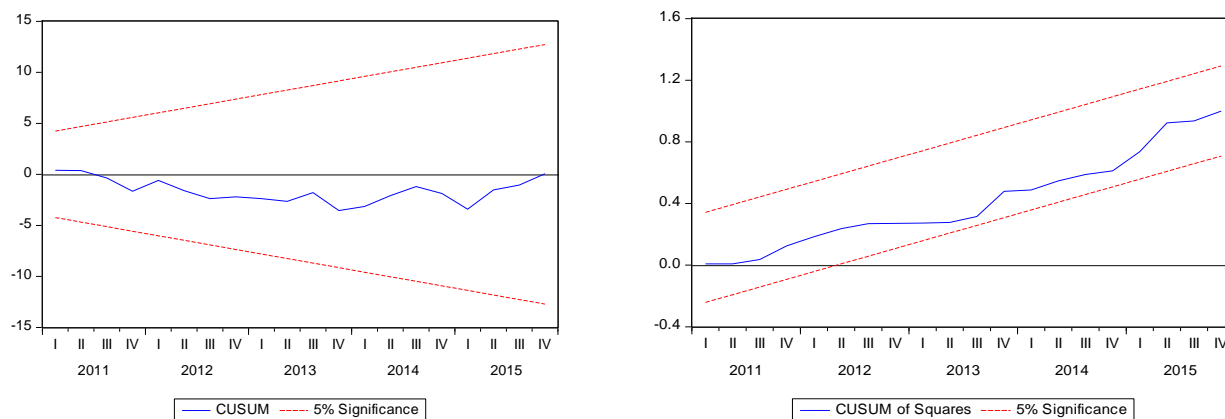 15
10
5
0
-5
-10
-15
I II III IV I II III IV I II III IV I II III IV I II III IV
2011 2012 2013 2014 2015
CUSUM 5% Significance
1.6
1.2
0.8
0.4
0.0
-0.4
I II III IV I II III IV I II III IV I II III IV I II III IV
2011 2012 2013 2014 2015
CUSUM of Squares 5% Significance